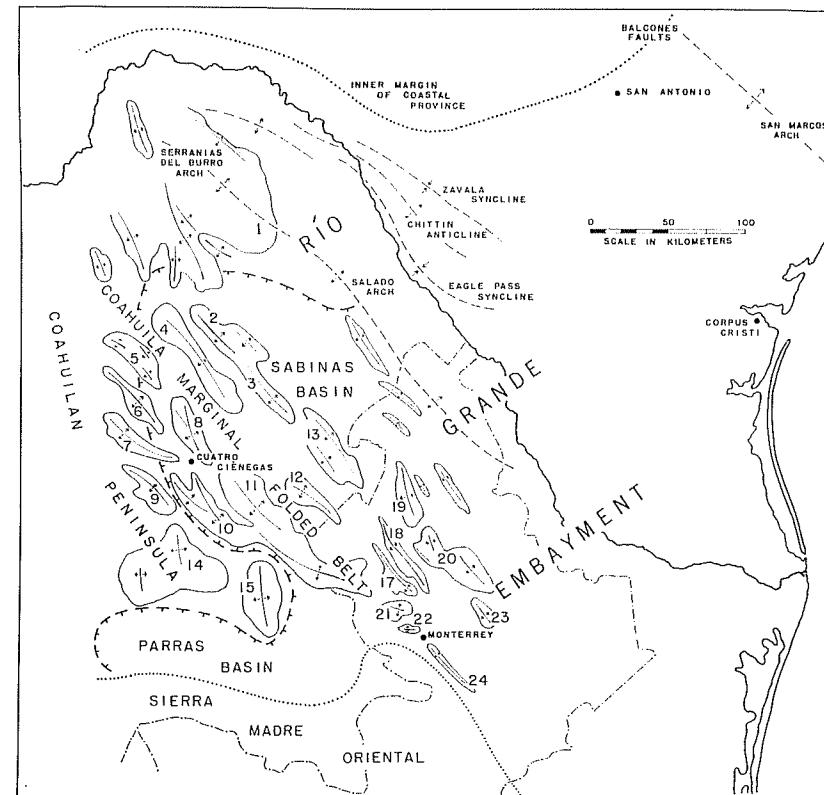 BALCONES
FAULTS
INNER MARGIN
OF COASTAL
PROVINCE
SAN ANTONIO
SAN MARCOS
ARCH
SERRANIAS
DEL BURRO
ARCH
ZAVALA
SYNCLINE
CHITTIN
ANTICLINE
1
RÍO
0 50 100
SCALE IN KILOMETERS
SALADO
ARCH
EAGLE PASS
SYNCLINE
COAHUILA
MARGINAL
FOLDED
BELT
COAHUILAN
PENINSULA
4
2
CORPUS
CRISTI
5
3
SABINAS
BASIN
GRANDE
6
8
7
13
CUATRO
CIÉNEGAS
9
11
12
10
19
EMBAYMENT
18
14
20
17
15
21
22
23
MONTERREY
PARRAS
BASIN
24
SIERRA
MADRE
ORIENTAL